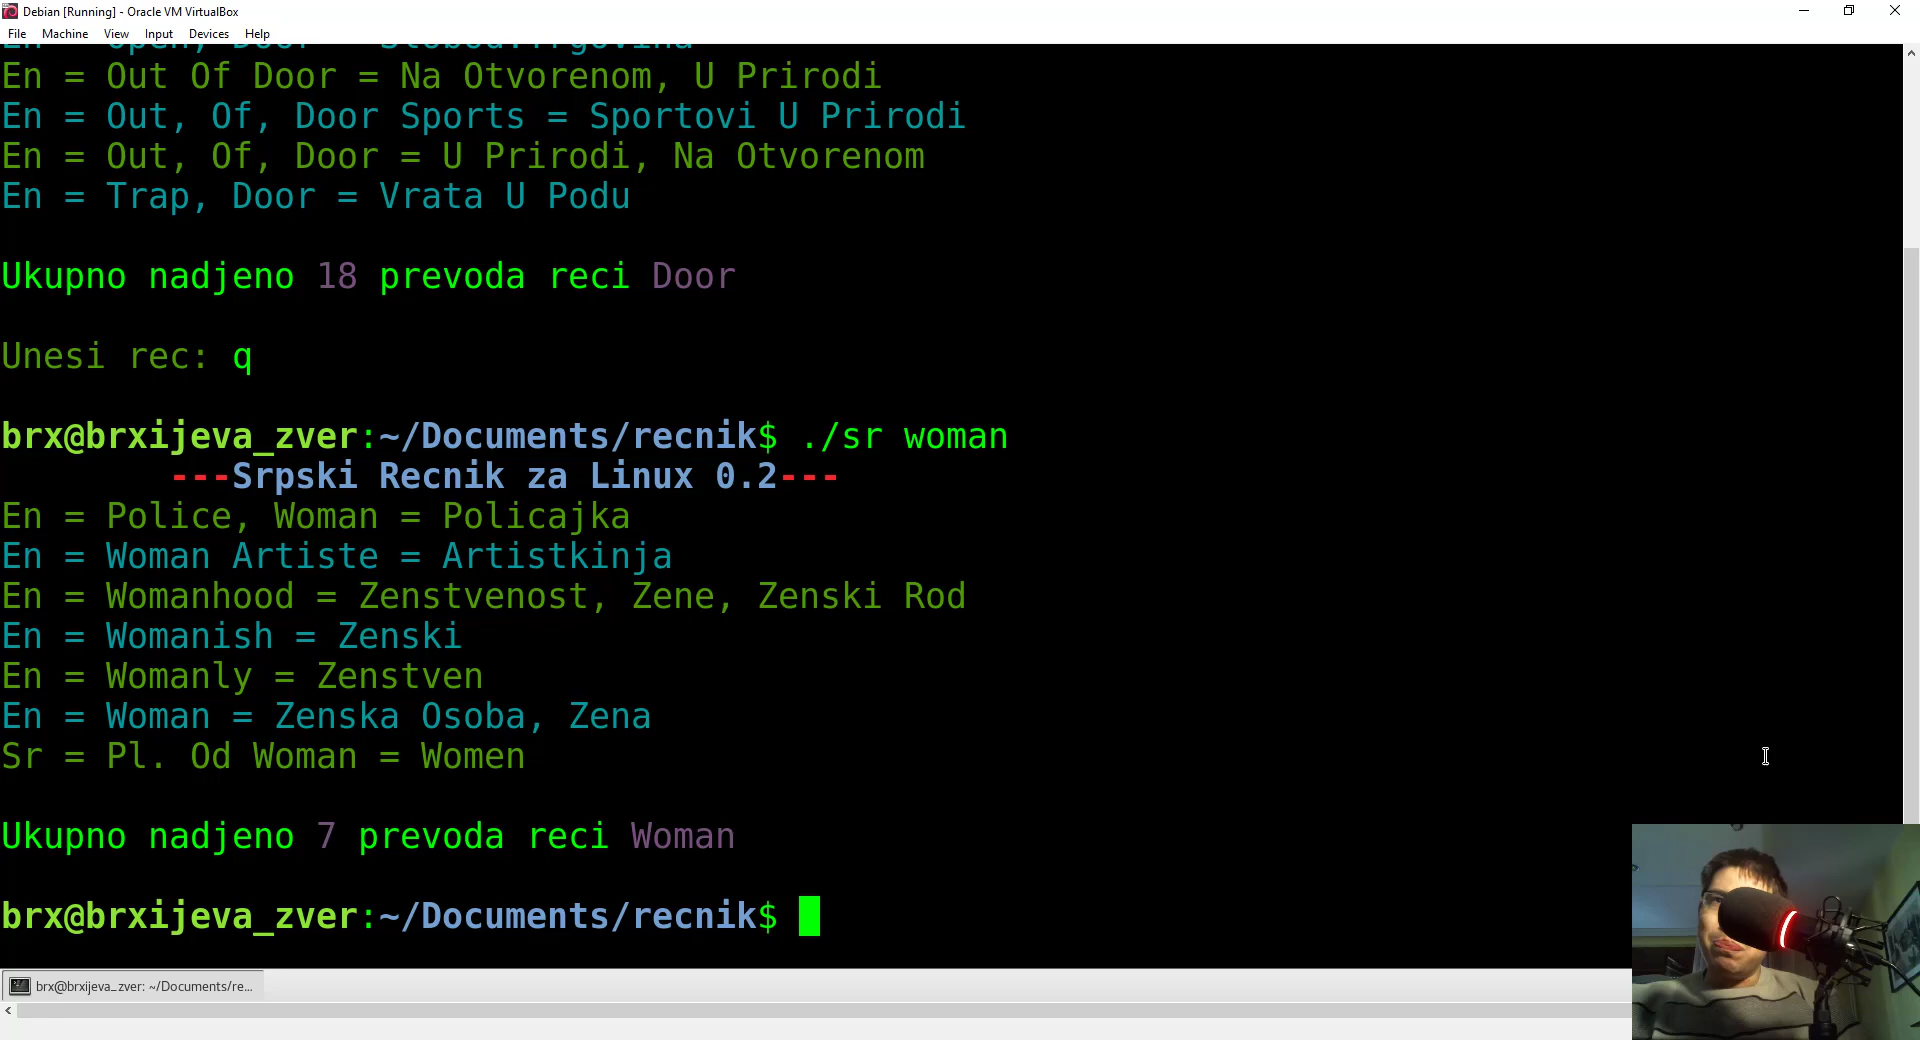 Debian [Running] - Oracle VM VirtualBox
File Machine View Input Devices Help
En = Open, Door = Slobod.Trgovina
En = Out Of Door = Na Otvorenom, U Prirodi
En = Out, Of, Door Sports = Sportovi U Prirodi
En = Out, Of, Door = U Prirodi, Na Otvorenom
En = Trap, Door = Vrata U Podu
Ukupno nadjeno 18 prevoda reci Door
Unesi rec: q
brx@brxijeva_zver:~/Documents/recnik$ ./sr woman
---Srpski Recnik za Linux 0.2---
En = Police, Woman = Policajka
En = Woman Artiste = Artistkinja
En = Womanhood = Zenstvenost, Zene, Zenski Rod
En = Womanish = Zenski
En = Womanly = Zenstven
En = Woman = Zenska Osoba, Zena
Sr = Pl. Od Woman = Women
Ukupno nadjeno 7 prevoda reci Woman
brx@brxijeva_zver:~/Documents/recnik$
brx@brxijeva_zver: ~/Documents/re...